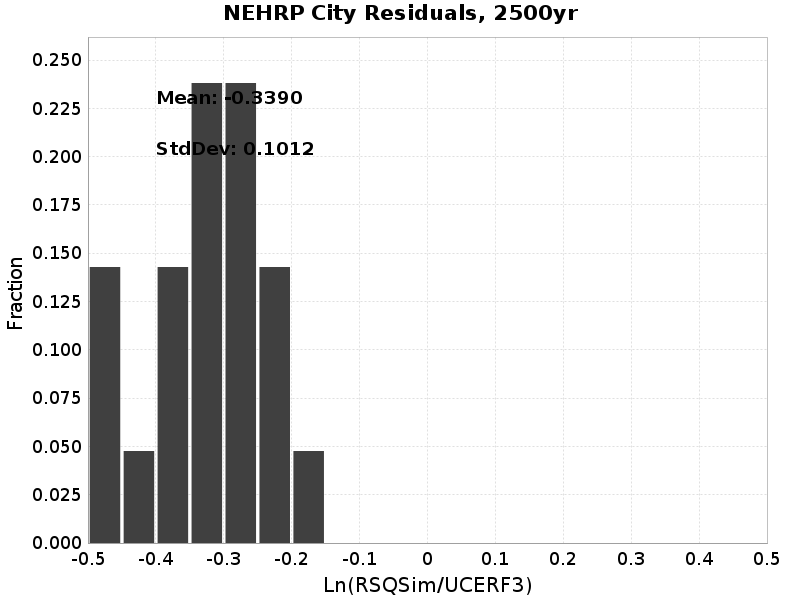 NEHRP City Residuals, 2500yr
0.250
0.225
0.200
0.175
0.150
0.125
0.100
0.075
0.050
0.025
0.000
Fraction
Mean: -0.3390
StdDev: 0.1012
-0.5 -0.4 -0.3 -0.2 -0.1 0 0.1 0.2 0.3 0.4 0.5
Ln(RSQSim/UCERF3)